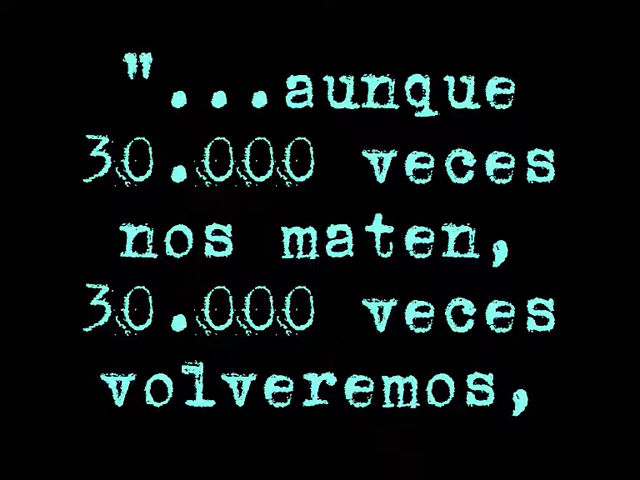 "...aunque
30.000 veces
nos maten,
30.000 veces
volveremos,